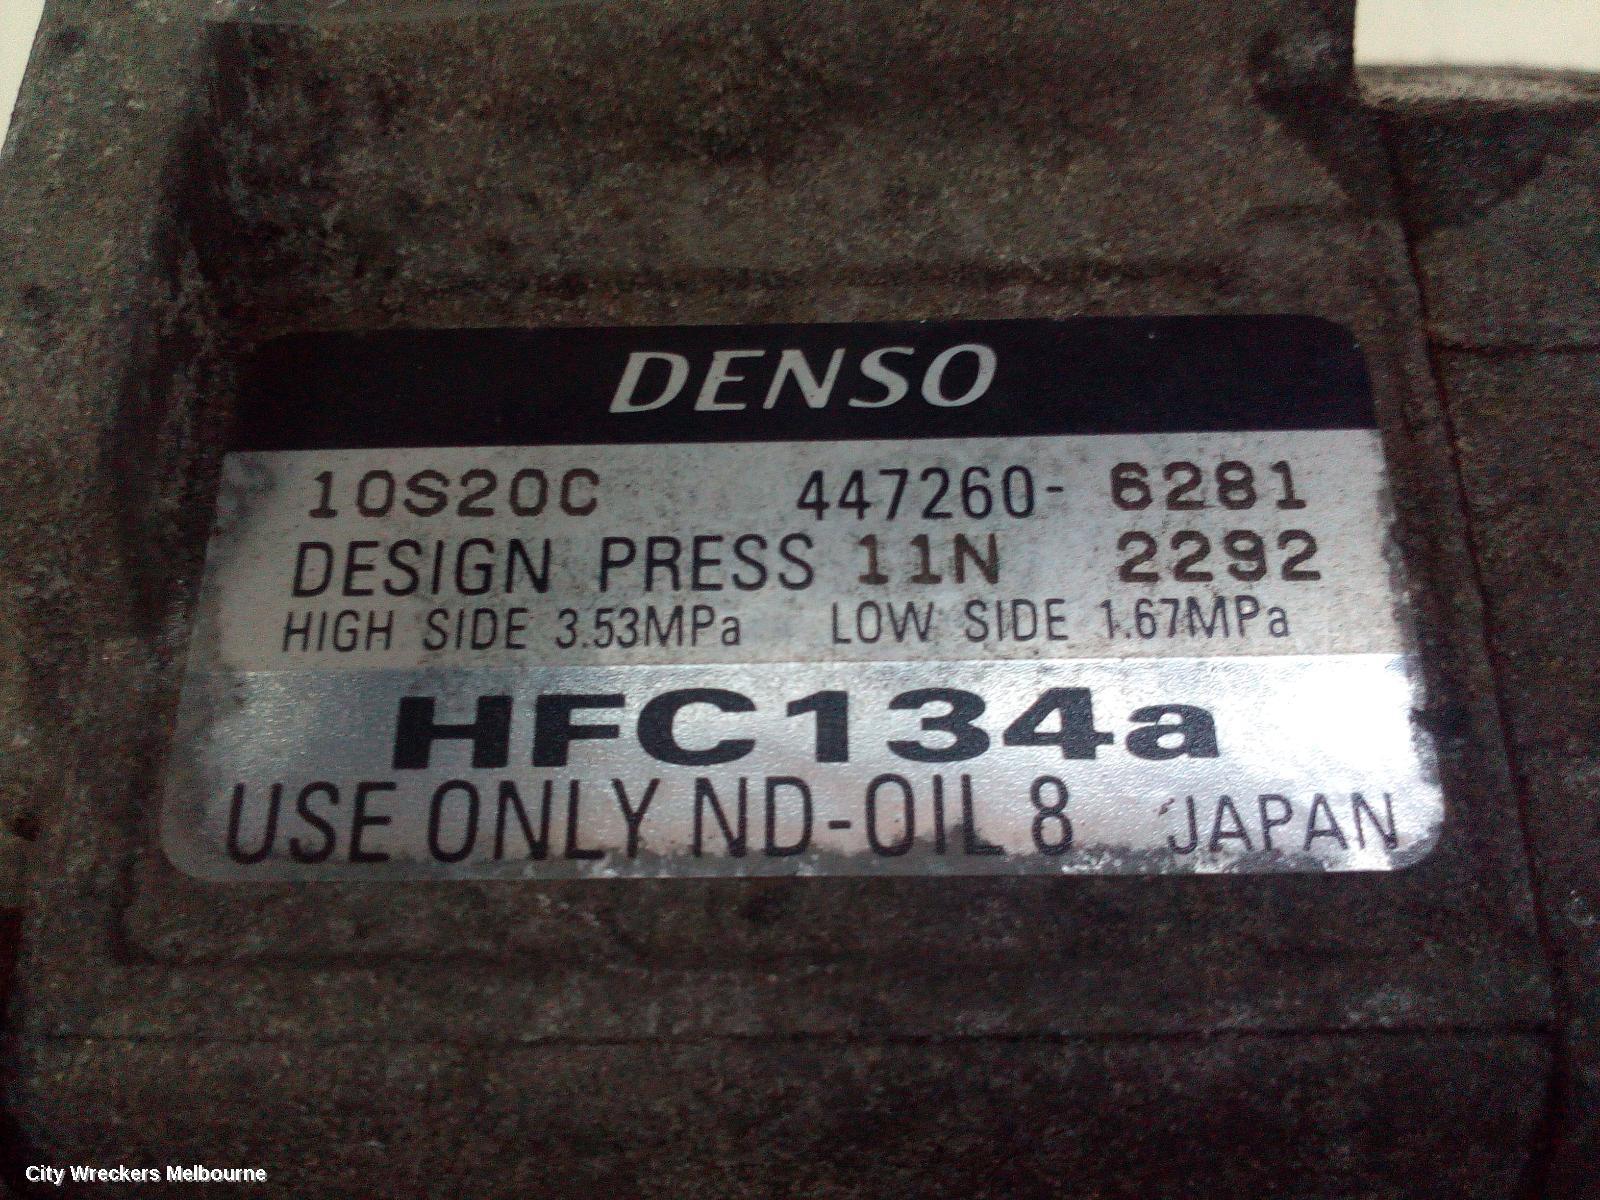 DENSO
10S20C 447260- 6281
DESIGN PRESS 11N 2292
HIGH SIDE 3.53MPa LOW SIDE 1.67MPa
HFC134a
USE ONLY ND-OIL 8 JAPAN
City Wreckers Melbourne